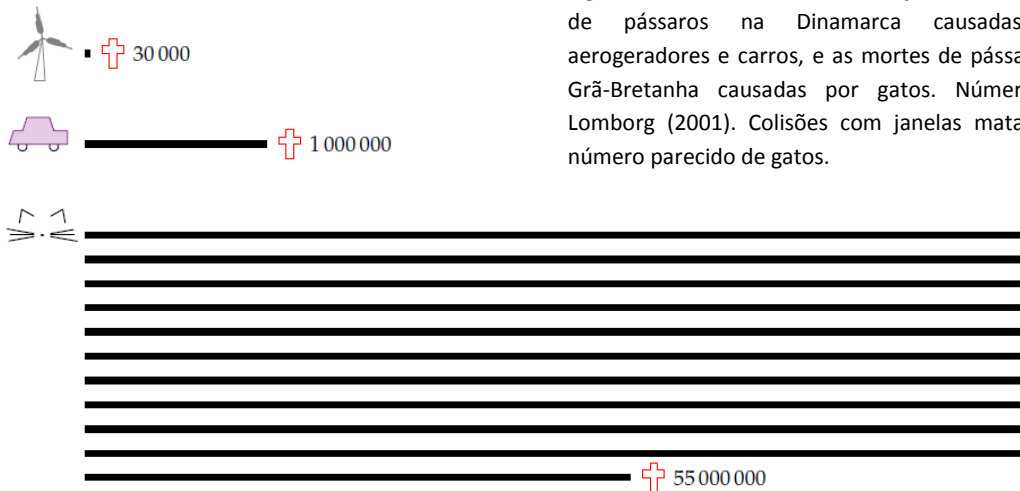 de pássaros na Dinamarca causadas
aerogeradores e carros, e as mortes de pássa
Grã-Bretanha causadas por gatos. Númer
Lomborg (2001). Colisões com janelas mata
número parecido de gatos.
30 000
1 000 000
55 000 000